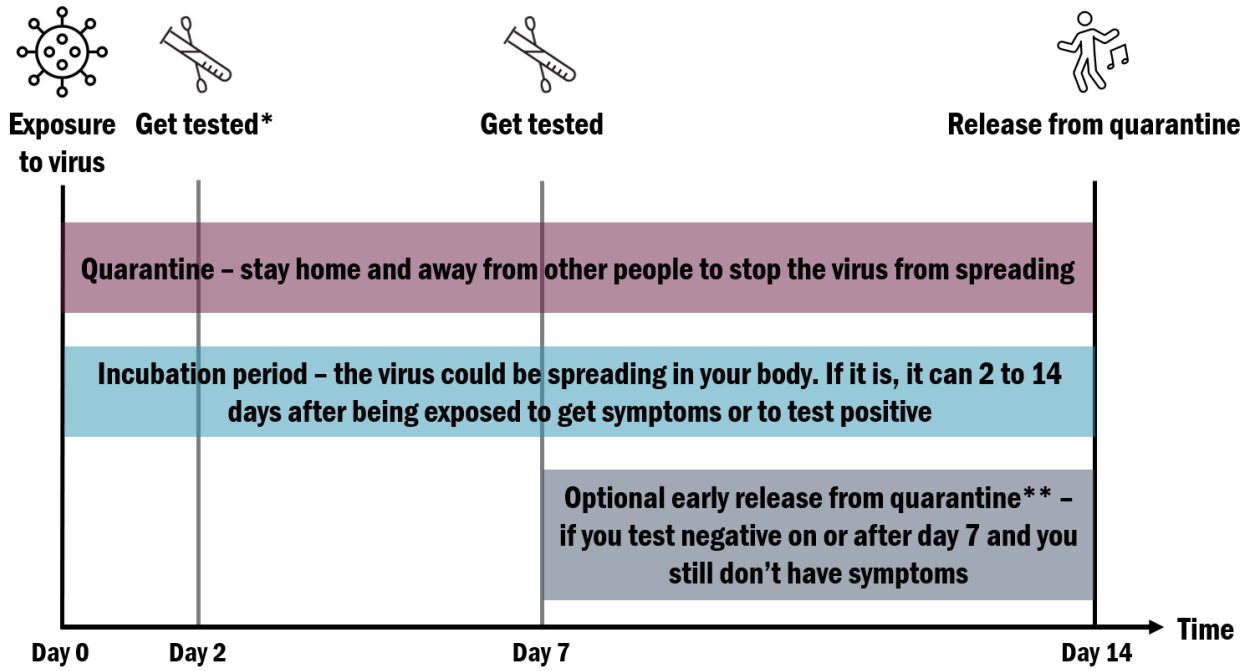 Exposure
to virus
Get tested*
Get tested
Release from quarantine
Quarantine – stay home and away from other people to stop the virus from spreading
Incubation period – the virus could be spreading in your body. If it is, it can 2 to 14
days after being exposed to get symptoms or to test positive
Optional early release from quarantine** –
if you test negative on or after day 7 and you
still don’t have symptoms
Time
Day 0
Day 2
Day 7
Day 14